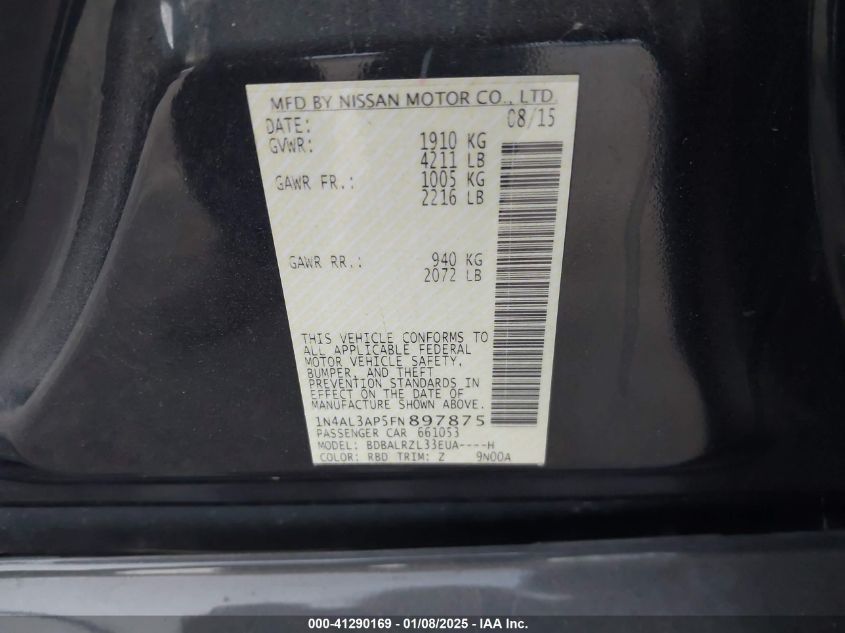 MFD BY NISSAN MOTOR CO., LTD.
DATE: 08/15
GVWR: 1910 KG
4211 LB
GAWR FR.: 1005 KG
2216 LB
GAWR RR.: 940 KG
2072 LB
THIS VEHICLE CONFORMS TO
ALL APPLICABLE FEDERAL
MOTOR VEHICLE SAFETY,
BUMPER, AND THEFT
PREVENTION STANDARDS IN
EFFECT ON THE DATE OF
MANUFACTURE SHOWN ABOVE.
1N4AL3AP5FN897875
PASSENGER CAR 661053
MODEL: BDBALRZL33EUA----H
COLOR: RBD TRIM: Z 9N00A
000-41290169 - 01/08/2025 - IAA Inc.